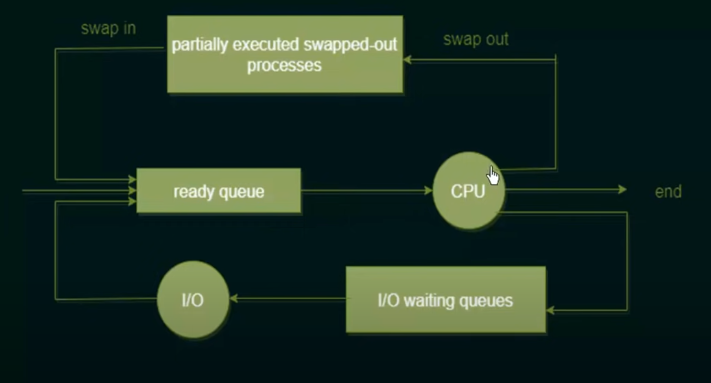 swap in
partially executed swapped-out
processes
swap out
ready queue
CPU
end
I/O
I/O waiting queues